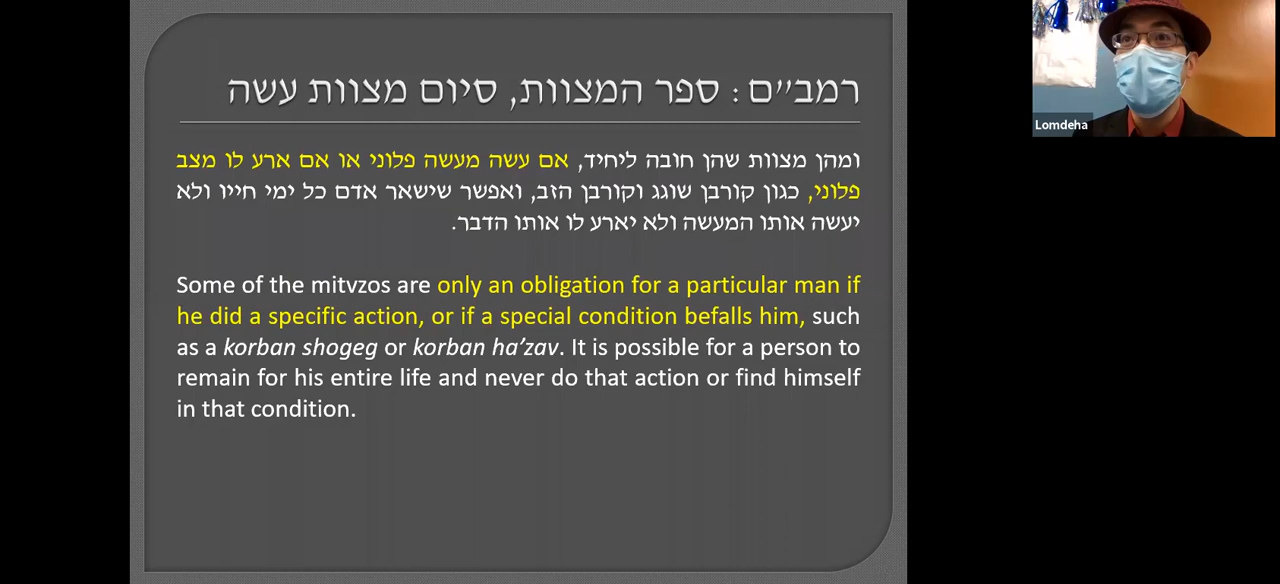 רמב״ם: ספר המצוות, סיום מצוות עשה
ומהן מצוות שהן חובה ליחיד, אם עשה מעשה פלוני או אם ארע לו מצב
פלוני, כגון קורבן שוגג וקורבן הזב, ואפשר שישאר אדם כל ימי חייו ולא
יעשה אותו המעשה ולא יארע לו אותו הדבר.
Some of the mitvzos are only an obligation for a particular man if
he did a specific action, or if a special condition befalls him, such
as a korban shogeg or korban ha’zav. It is possible for a person to
remain for his entire life and never do that action or find himself
in that condition.
Lomdeha